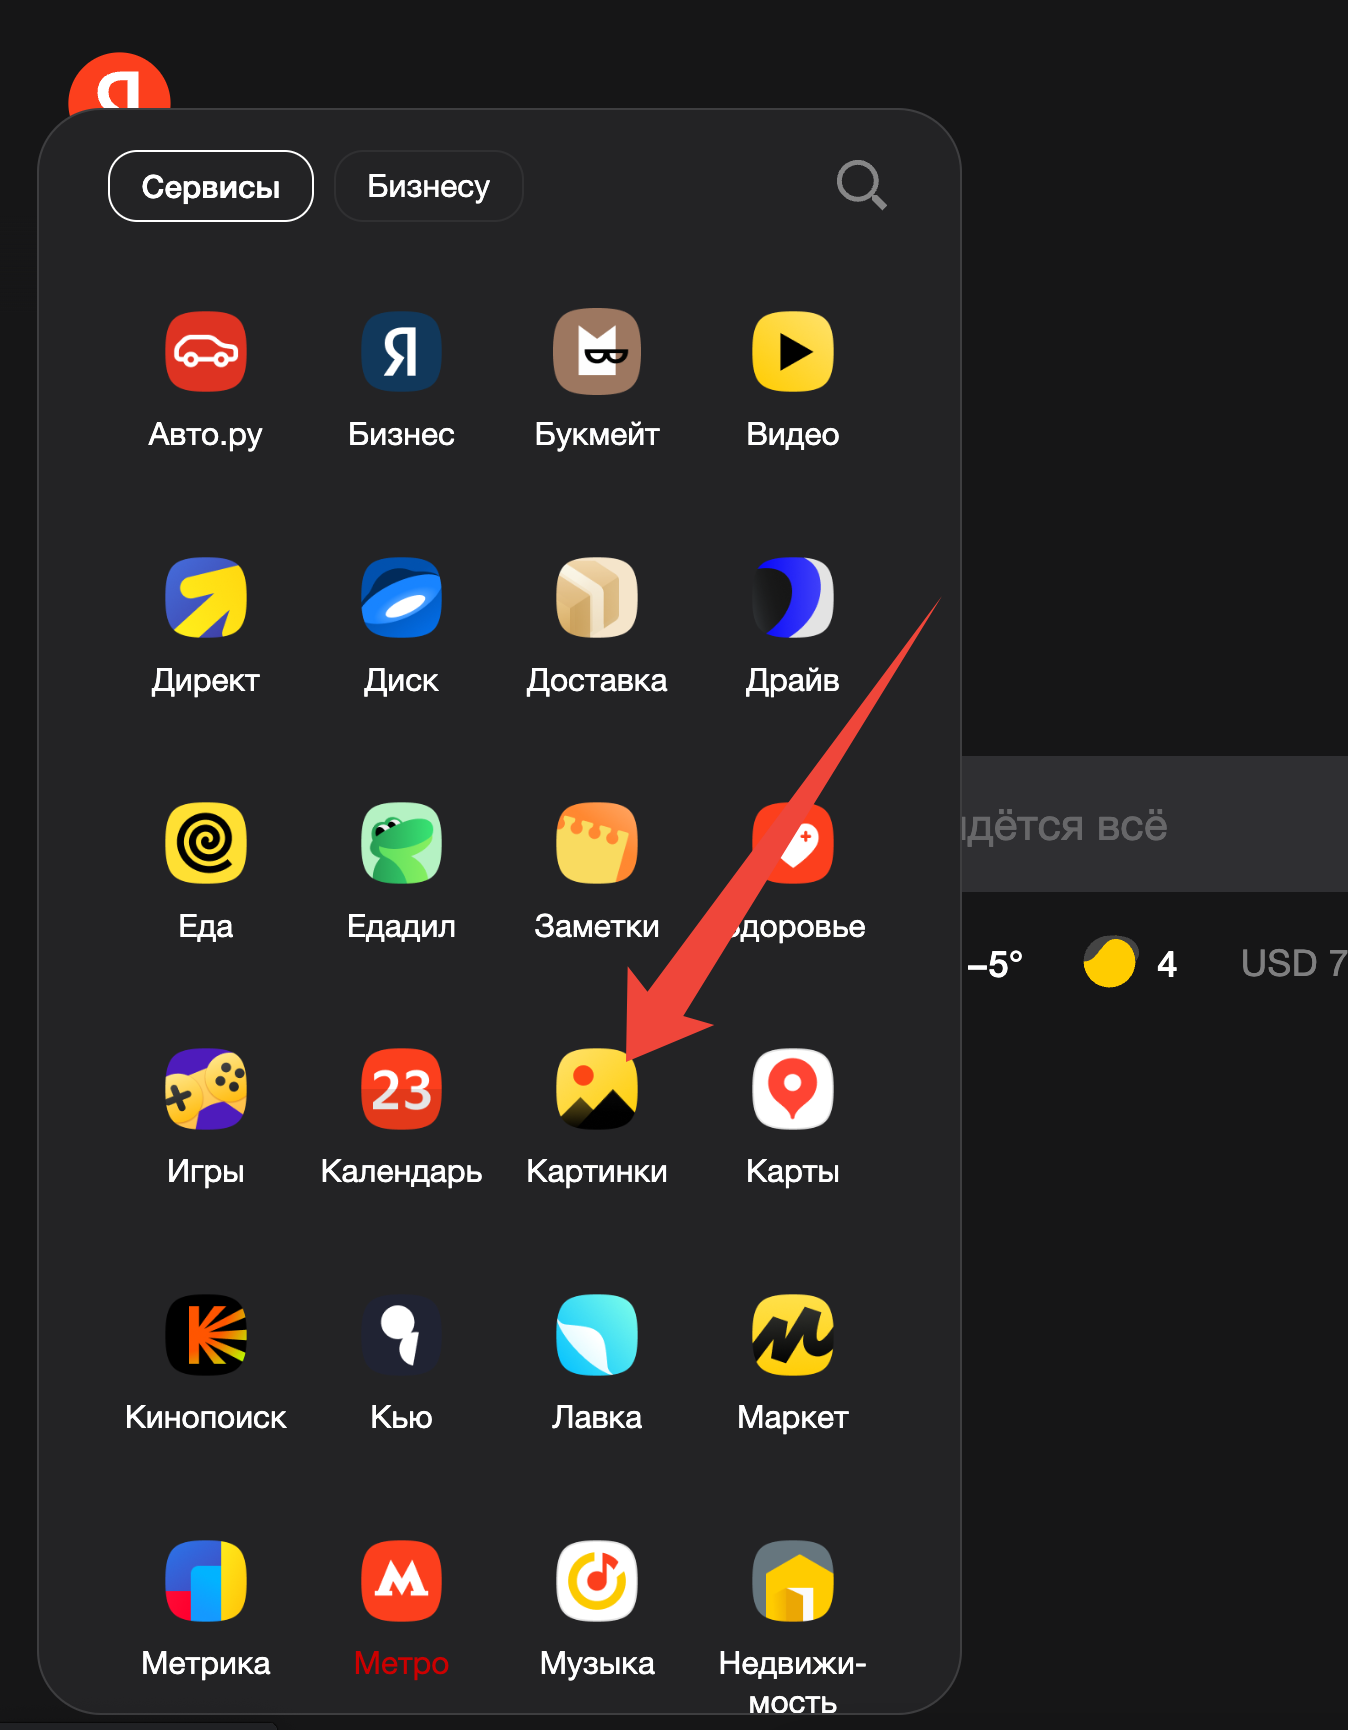 Я
Сервисы
Бизнесу
Я
Авто.ру
Бизнес
Букмейт
Видео
Директ
Диск
Доставка
Драйв
дётся всё
Еда
Едадил
Заметки
доровье
–5°
4
USD 7
23
Игры
Календарь
Картинки
Карты
Кинопоиск
Кью
Лавка
Маркет
Метрика
Метро
Музыка
Недвижи-
мость